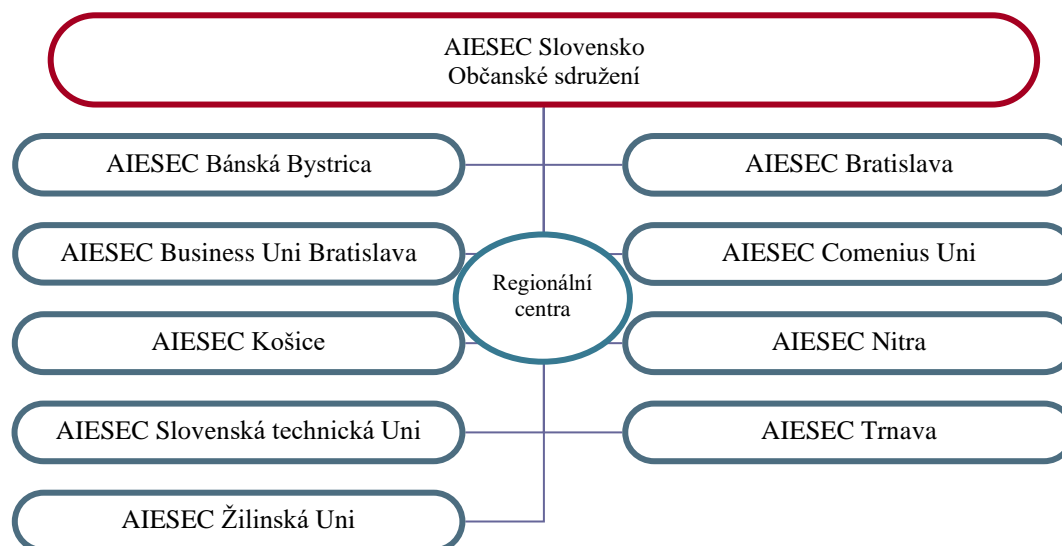 AIESEC Slovensko
Občanské sdružení
AIESEC Bánská Bystrica
AIESEC Bratislava
AIESEC Business Uni Bratislava
AIESEC Comenius Uni
Regionální
centra
AIESEC Košice
AIESEC Nitra
AIESEC Slovenská technická Uni
AIESEC Trnava
AIESEC Žilinská Uni